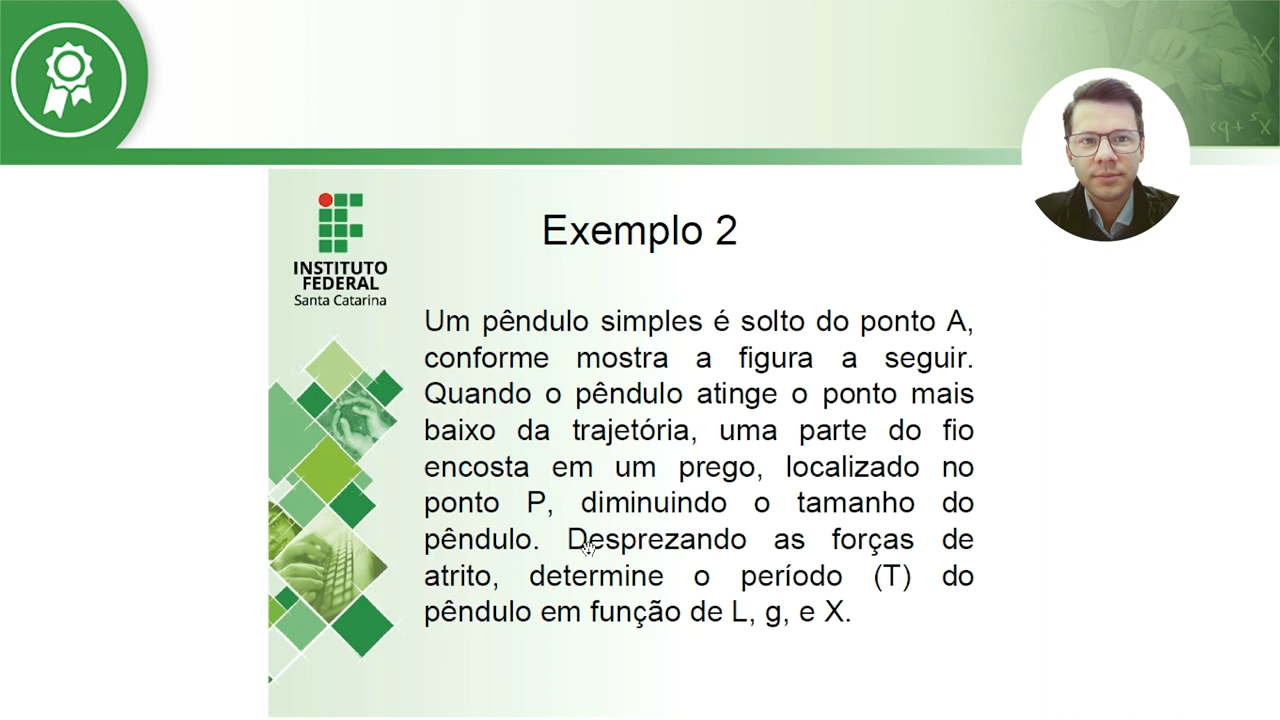 INSTITUTO
FEDERAL
Santa Catarina
Exemplo 2
Um pêndulo simples é solto do ponto A,
conforme mostra a figura a seguir.
Quando o pêndulo atinge o ponto mais
baixo da trajetória, uma parte do fio
encosta em um prego, localizado no
ponto P, diminuindo o tamanho do
pêndulo. Desprezando as forças de
atrito, determine o período (T) do
pêndulo em função de L, g, e X.